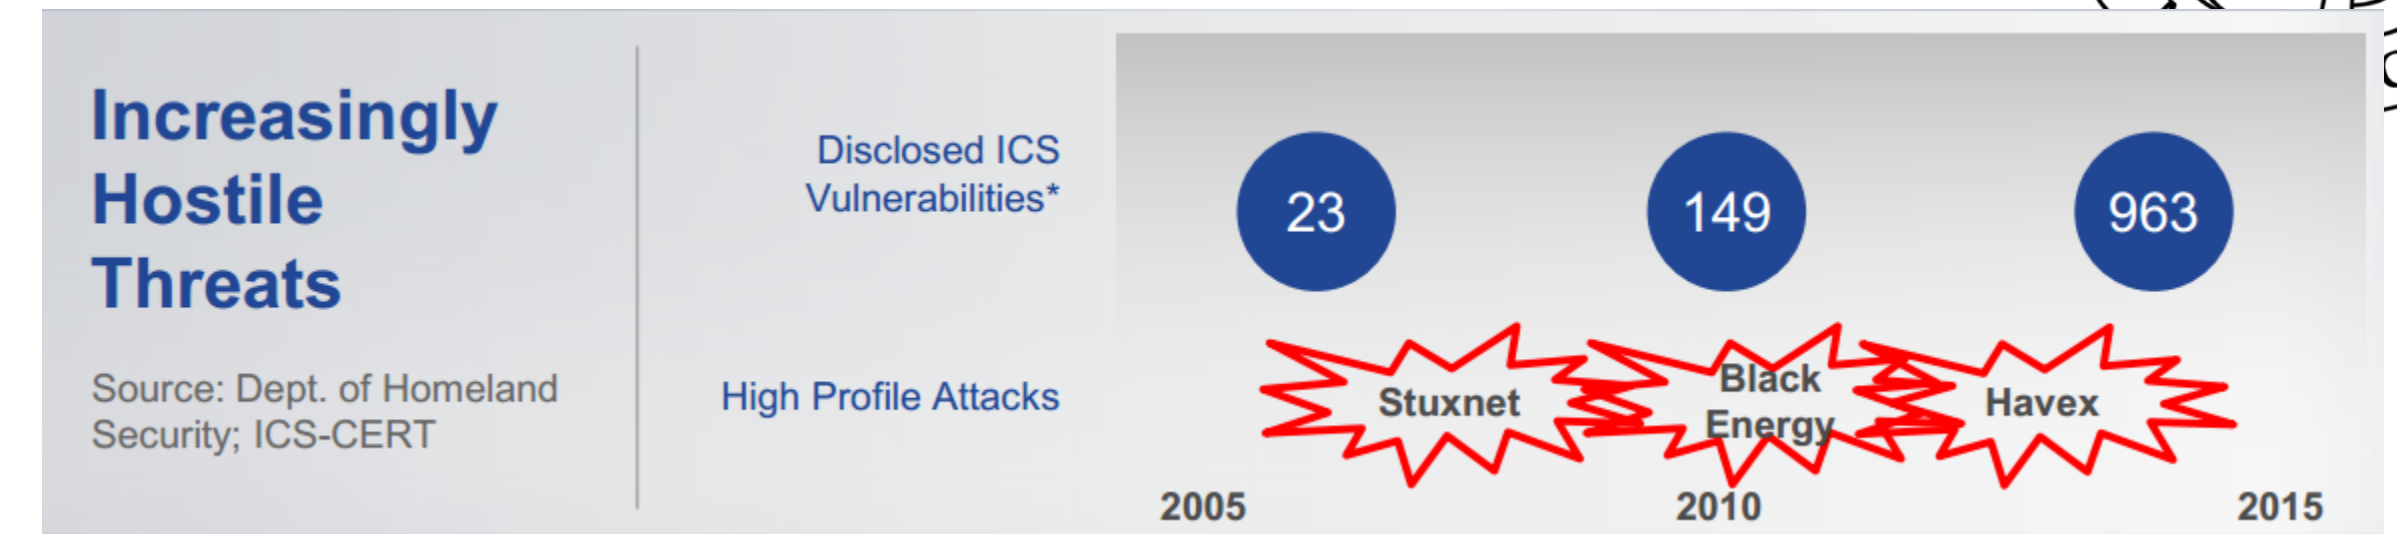 Increasingly
Hostile
Threats
Source: Dept. of Homeland
Security; ICS-CERT
Disclosed ICS
Vulnerabilities*
23
149
963
High Profile Attacks
Stuxnet
Black
Energy
Havex
2005
2010
2015